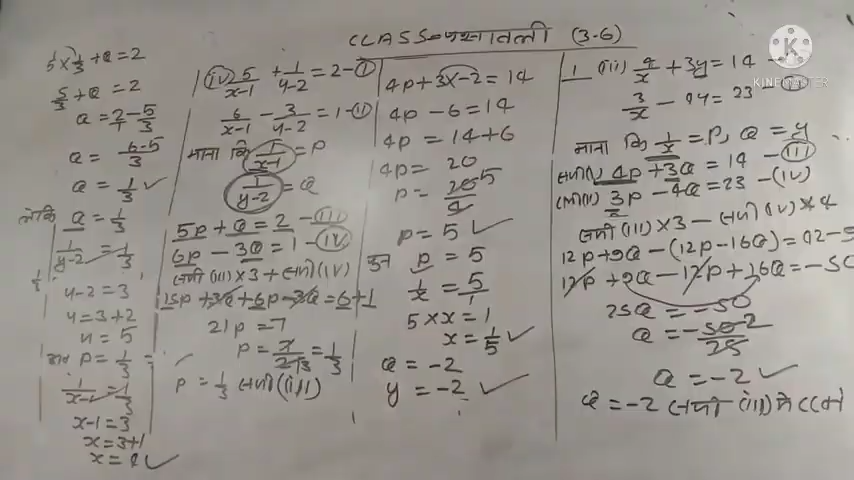 CLASS प्रश्नावली (3.6)
K
KINEMASTER
1 (iii) 4/x + 3y = 14 -
3/x - 4y = 23 -
माना कि 1/x = P, Q = y
4P + 3Q = 14 - (III)
3P - 4Q = 23 - (IV)
समी (III) × 3 - समी (IV) × 4
12P + 9Q - (12P - 16Q) = 42 - 9
12P + 9Q - 12P + 16Q = -50
25Q = -50
Q = -50 2/25
Q = -2 ✓
Q = -2 समी (III) में
4P + 3×-2 = 14
4P - 6 = 14
4P = 14 + 6
4P = 20
P = 20 5/4
P = 5 ✓
P = 5
1/x = 5/1
5 × x = 1
x = 1/5 ✓
Q = -2
y = -2 ✓
(iv) 5/x-1 + 1/y-2 = 2 - (I)
6/x-1 - 3/y-2 = 1 - (II)
माना कि 1/x-1 = P
1/y-2 = Q
5P + Q = 2 - (III)
6P - 3Q = 1 - (IV)
समी (III) × 3 + समी (IV)
15P + 3Q + 6P - 3Q = 6 + 1
21P = 7
P = 7/21 3 = 1/3
P = 1/3 समी (III)
5 × 1/3 + Q = 2
5/3 + Q = 2
Q = 2/1 - 5/3
Q = 6-5/3
Q = 1/3 ✓
लेकि Q = 1/3
1/y-2 = 1/3
y - 2 = 3
y = 3 + 2
y = 5
P = 1/3
1/x-1 = 1/3
x - 1 = 3
x = 3 + 1
x = 4 ✓